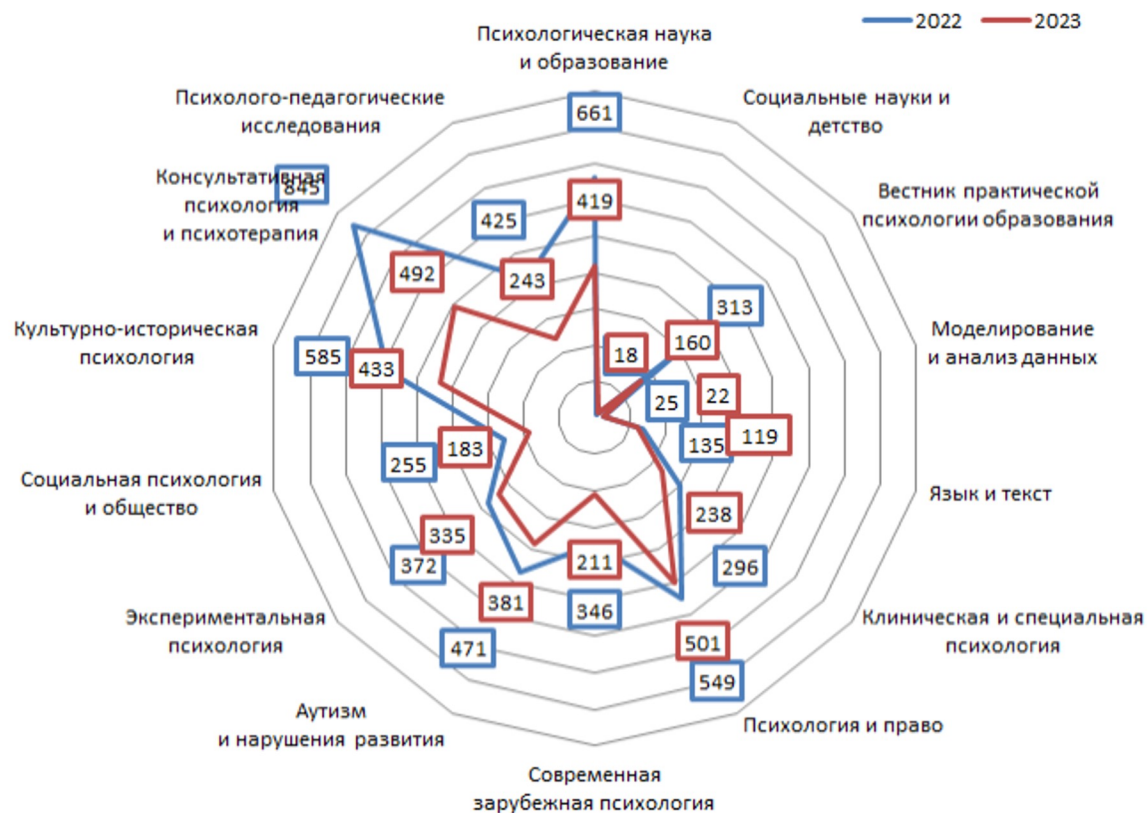 2022
2023
Психологическая наука
и образование
Социальные науки и
детство
Вестник практической
психологии образования
Моделирование
и анализ данных
Язык и текст
Клиническая и специальная
психология
Психология и право
Современная
зарубежная психология
Аутизм
и нарушения развития
Экспериментальная
психология
Социальная психология
и общество
Культурно-историческая
психология
Консультативная
психология
и психотерапия
Психолого-педагогические
исследования
661
419
18
313
160
25
22
135
119
238
296
501
549
211
346
381
471
335
372
183
255
433
585
492
845
243
425